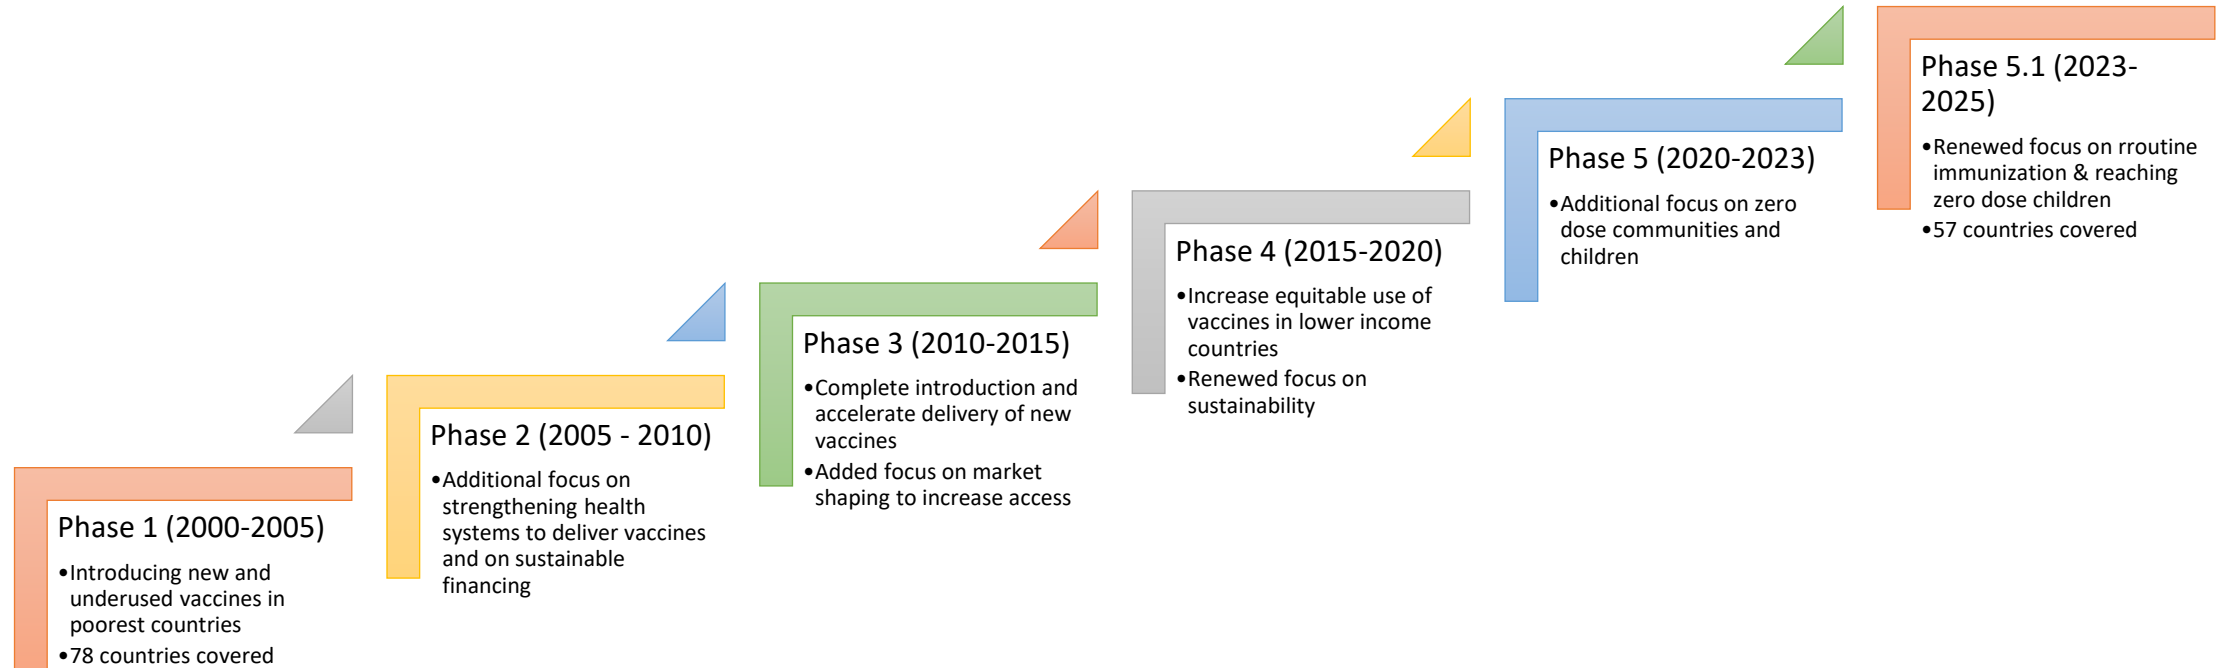 Phase 1 (2000-2005)
•Introducing new and
underused vaccines in
poorest countries
•78 countries covered
Phase 2 (2005 - 2010)
•Additional focus on
strengthening health
systems to deliver vaccines
and on sustainable
financing
Phase 3 (2010-2015)
•Complete introduction and
accelerate delivery of new
vaccines
•Added focus on market
shaping to increase access
Phase 4 (2015-2020)
•Increase equitable use of
vaccines in lower income
countries
•Renewed focus on
sustainability
Phase 5 (2020-2023)
•Additional focus on zero
dose communities and
children
Phase 5.1 (2023-
2025)
•Renewed focus on rroutine
immunization & reaching
zero dose children
•57 countries covered